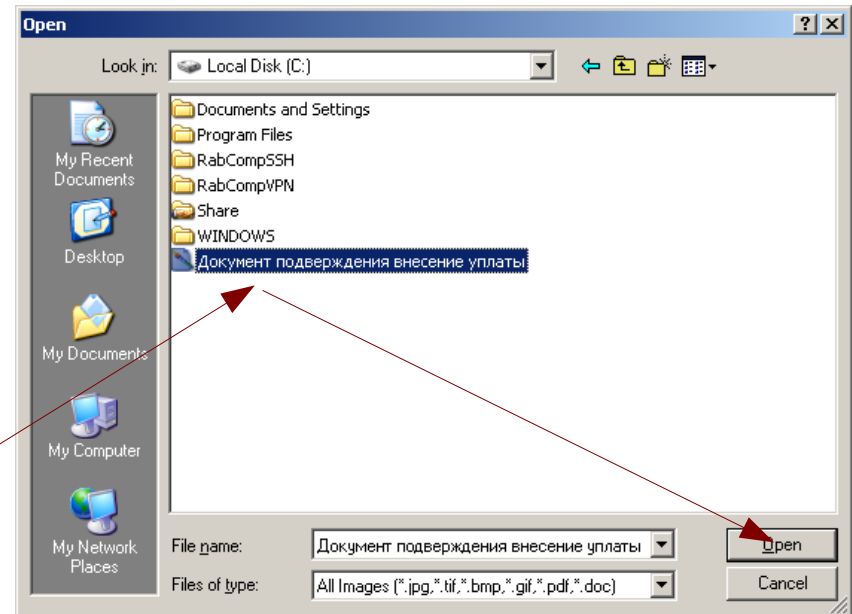 Open
Look in:
Local Disk (C:)
My Recent
Documents
Desktop
My Documents
My Computer
My Network
Places
Documents and Settings
Program Files
RabCompSSH
RabCompVPN
Share
WINDOWS
Документ подверждения внесение уплаты
File name:
Документ подверждения внесение уплаты
Open
Files of type:
All Images (*.jpg,*.tif,*.bmp,*.gif,*.pdf,*.doc)
Cancel